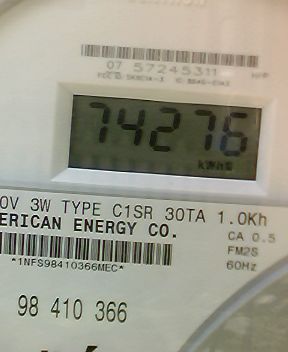 07 57245311
74276
kWh
0V 3W TYPE C1SR 30TA 1.0Kh
ERICAN ENERGY CO.
CA 0.5
FM2S
60Hz
*1NFS98410366MEC*
98 410 366